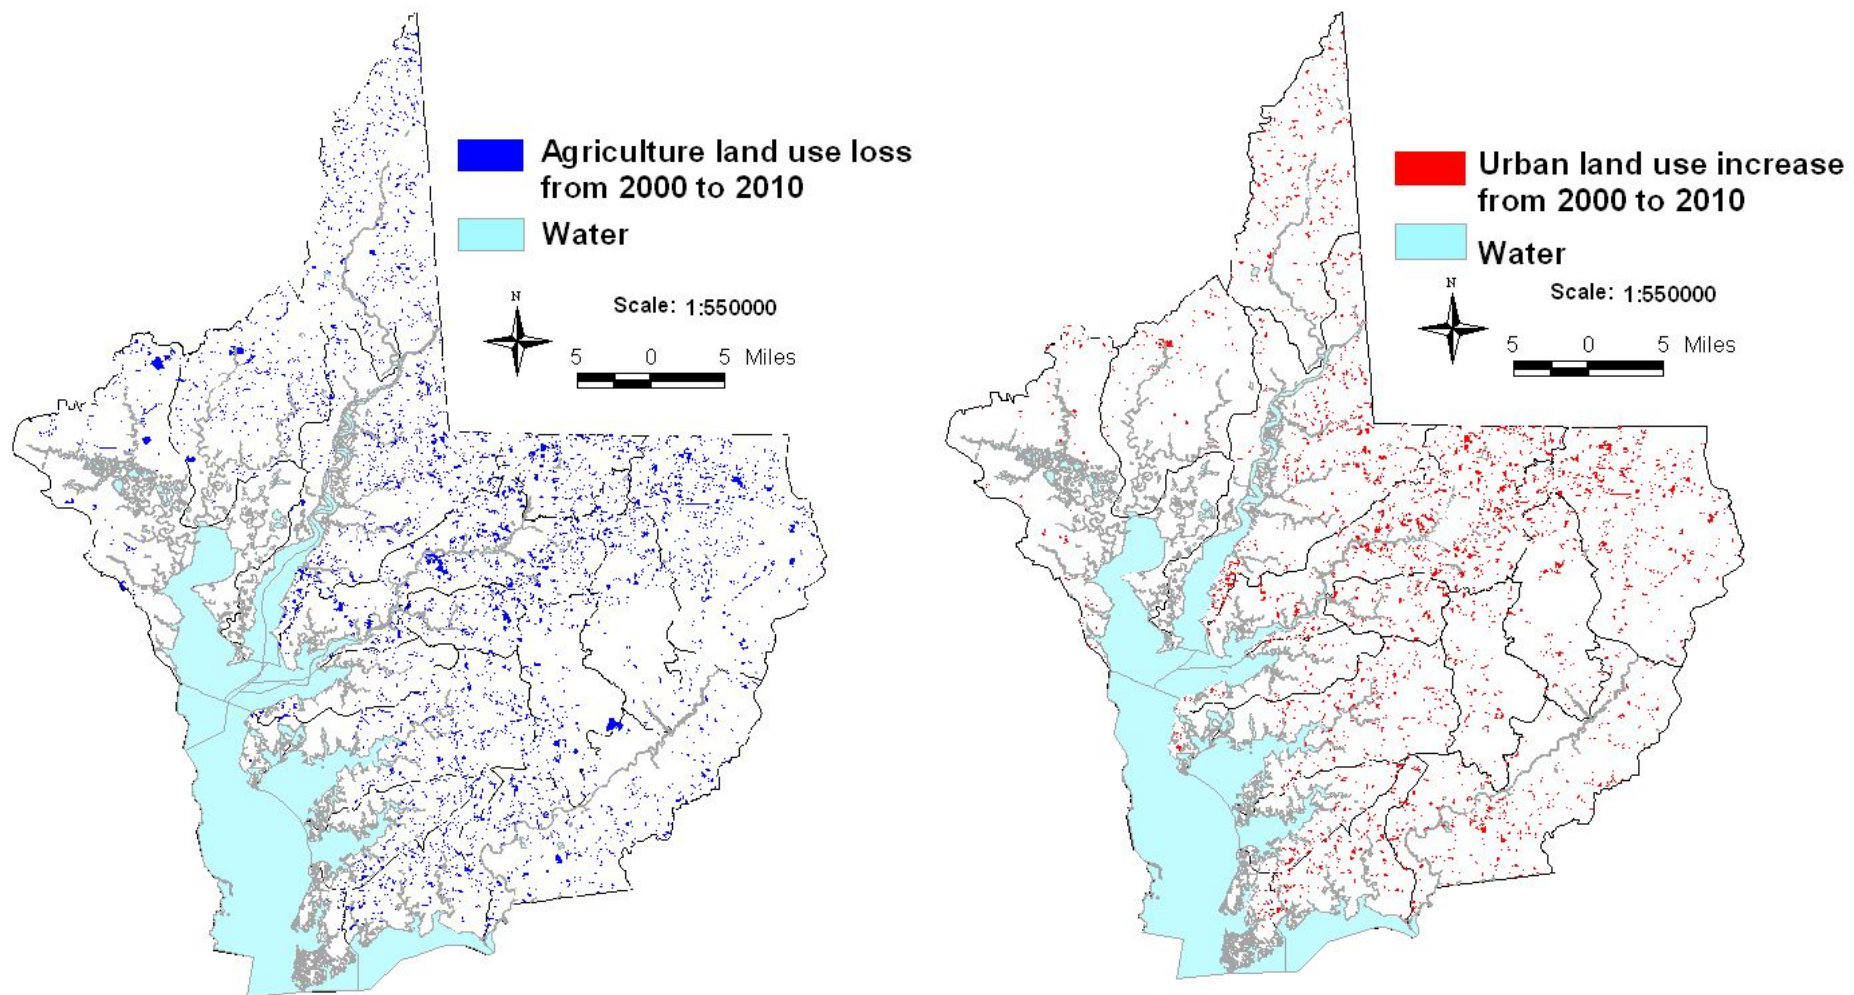 Agriculture land use loss
from 2000 to 2010
Water
N
Scale: 1:550000
5 0 5 Miles
Urban land use increase
from 2000 to 2010
Water
N
Scale: 1:550000
5 0 5 Miles